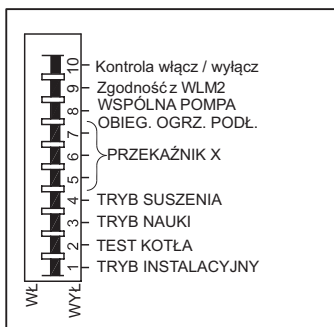 10 Kontrola włącz / wyłącz
9 Zgodność z WLM2
8 WSPÓLNA POMPA
7 OBIEG. OGRZ. PODŁ.
6 PRZEKAŹNIK X
5
4 TRYB SUSZENIA
3 TRYB NAUKI
2 TEST KOTŁA
1 TRYB INSTALACYJNY
WŁ
WYŁ